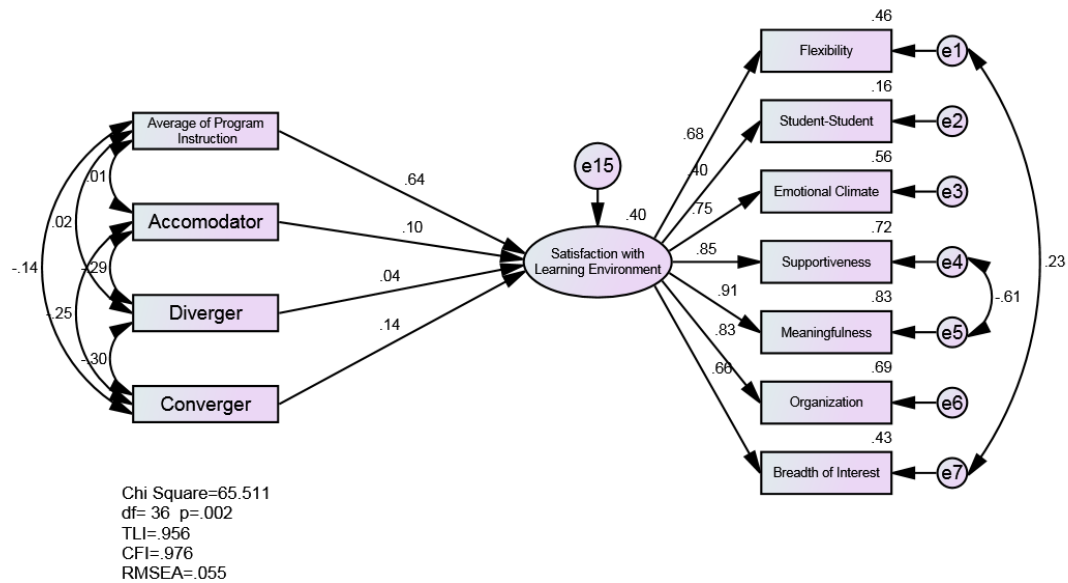 .46
Flexibility
e1
.16
Student-Student
e2
.56
Emotional Climate
e3
.72
Supportiveness
e4
.83
Meaningfulness
e5
.69
Organization
e6
.43
Breadth of Interest
e7
.23
-.61
.68
.40
.75
.85
.91
.83
.66
e15
.40
Satisfaction with
Learning Environment
Average of Program
Instruction
Accomodator
Diverger
Converger
.64
.10
.04
.14
.01
.02
-.14
-.29
-.25
-.30
Chi Square=65.511
df= 36 p=.002
TLI=.956
CFI=.976
RMSEA=.055